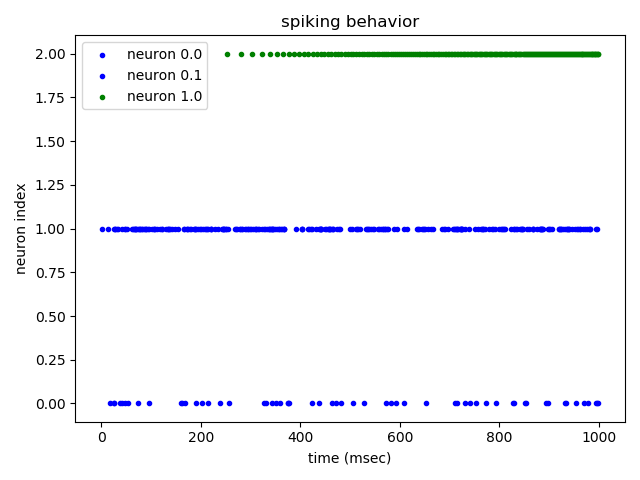 spiking behavior
neuron 0.0
neuron 0.1
neuron 1.0
neuron index
2.00
1.75
1.50
1.25
1.00
0.75
0.50
0.25
0.00
0
200
400
600
800
1000
time (msec)